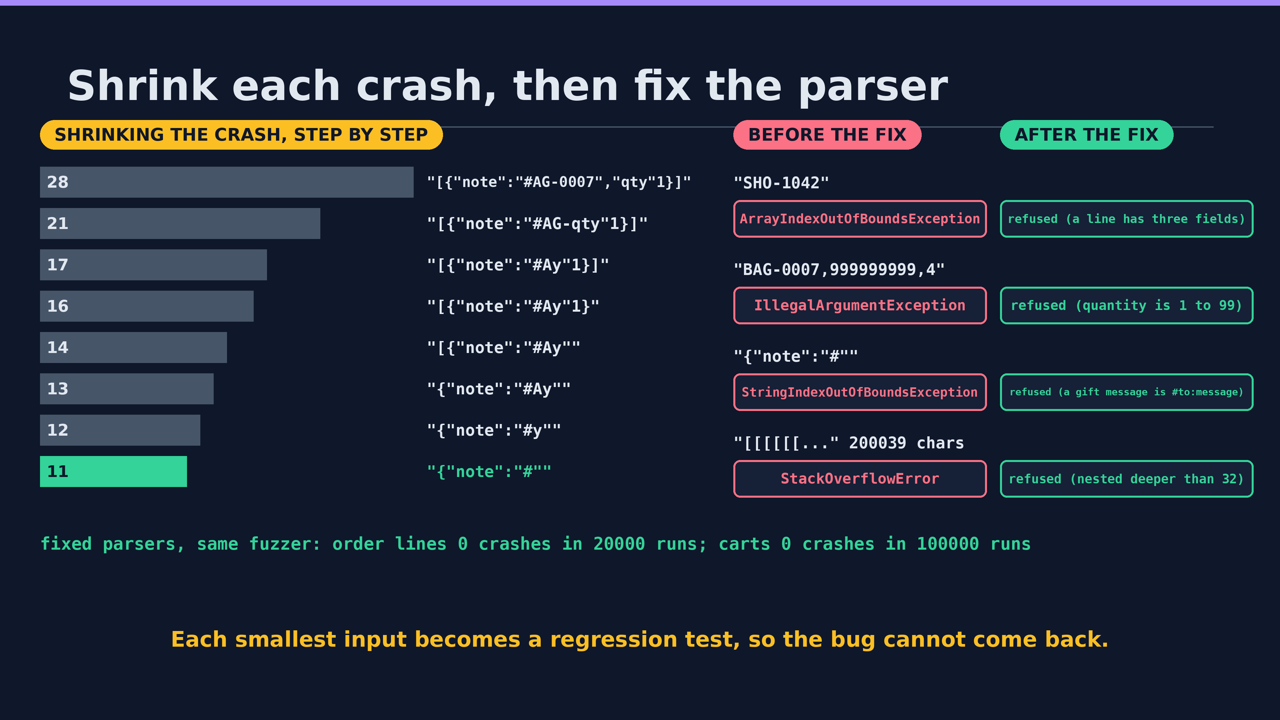 Shrink each crash, then fix the parser
SHRINKING THE CRASH, STEP BY STEP
28 "[{"note":"#AG-0007","qty"1}]"
21 "[{"note":"#AG-qty"1}]"
17 "[{"note":"#Ay"1}]"
16 "[{"note":"#Ay"1}"
14 "[{"note":"#Ay""
13 "{"note":"#Ay""
12 "{"note":"#y""
11 "{"note":"#""
BEFORE THE FIX AFTER THE FIX
"SHO-1042"
ArrayIndexOutOfBoundsException refused (a line has three fields)
"BAG-0007,999999999,4"
IllegalArgumentException refused (quantity is 1 to 99)
"{"note":"#""
StringIndexOutOfBoundsException refused (a gift message is #to:message)
"[[[[[[..." 200039 chars
StackOverflowError refused (nested deeper than 32)
fixed parsers, same fuzzer: order lines 0 crashes in 20000 runs; carts 0 crashes in 100000 runs
Each smallest input becomes a regression test, so the bug cannot come back.